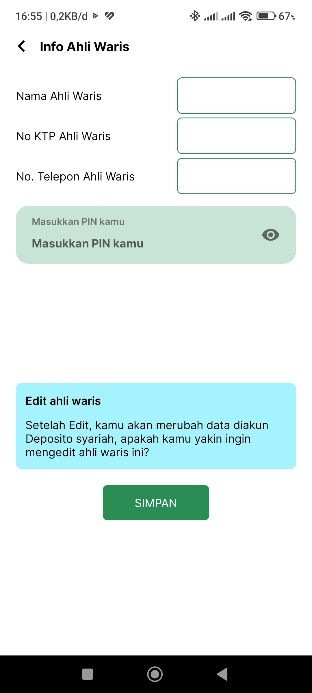 16:55 | 0,2KB/d
67%
Info Ahli Waris
Nama Ahli Waris
No KTP Ahli Waris
No. Telepon Ahli Waris
Masukkan PIN kamu
Masukkan PIN kamu
Edit ahli waris
Setelah Edit, kamu akan merubah data diakun
Deposito syariah, apakah kamu yakin ingin
mengedit ahli waris ini?
SIMPAN